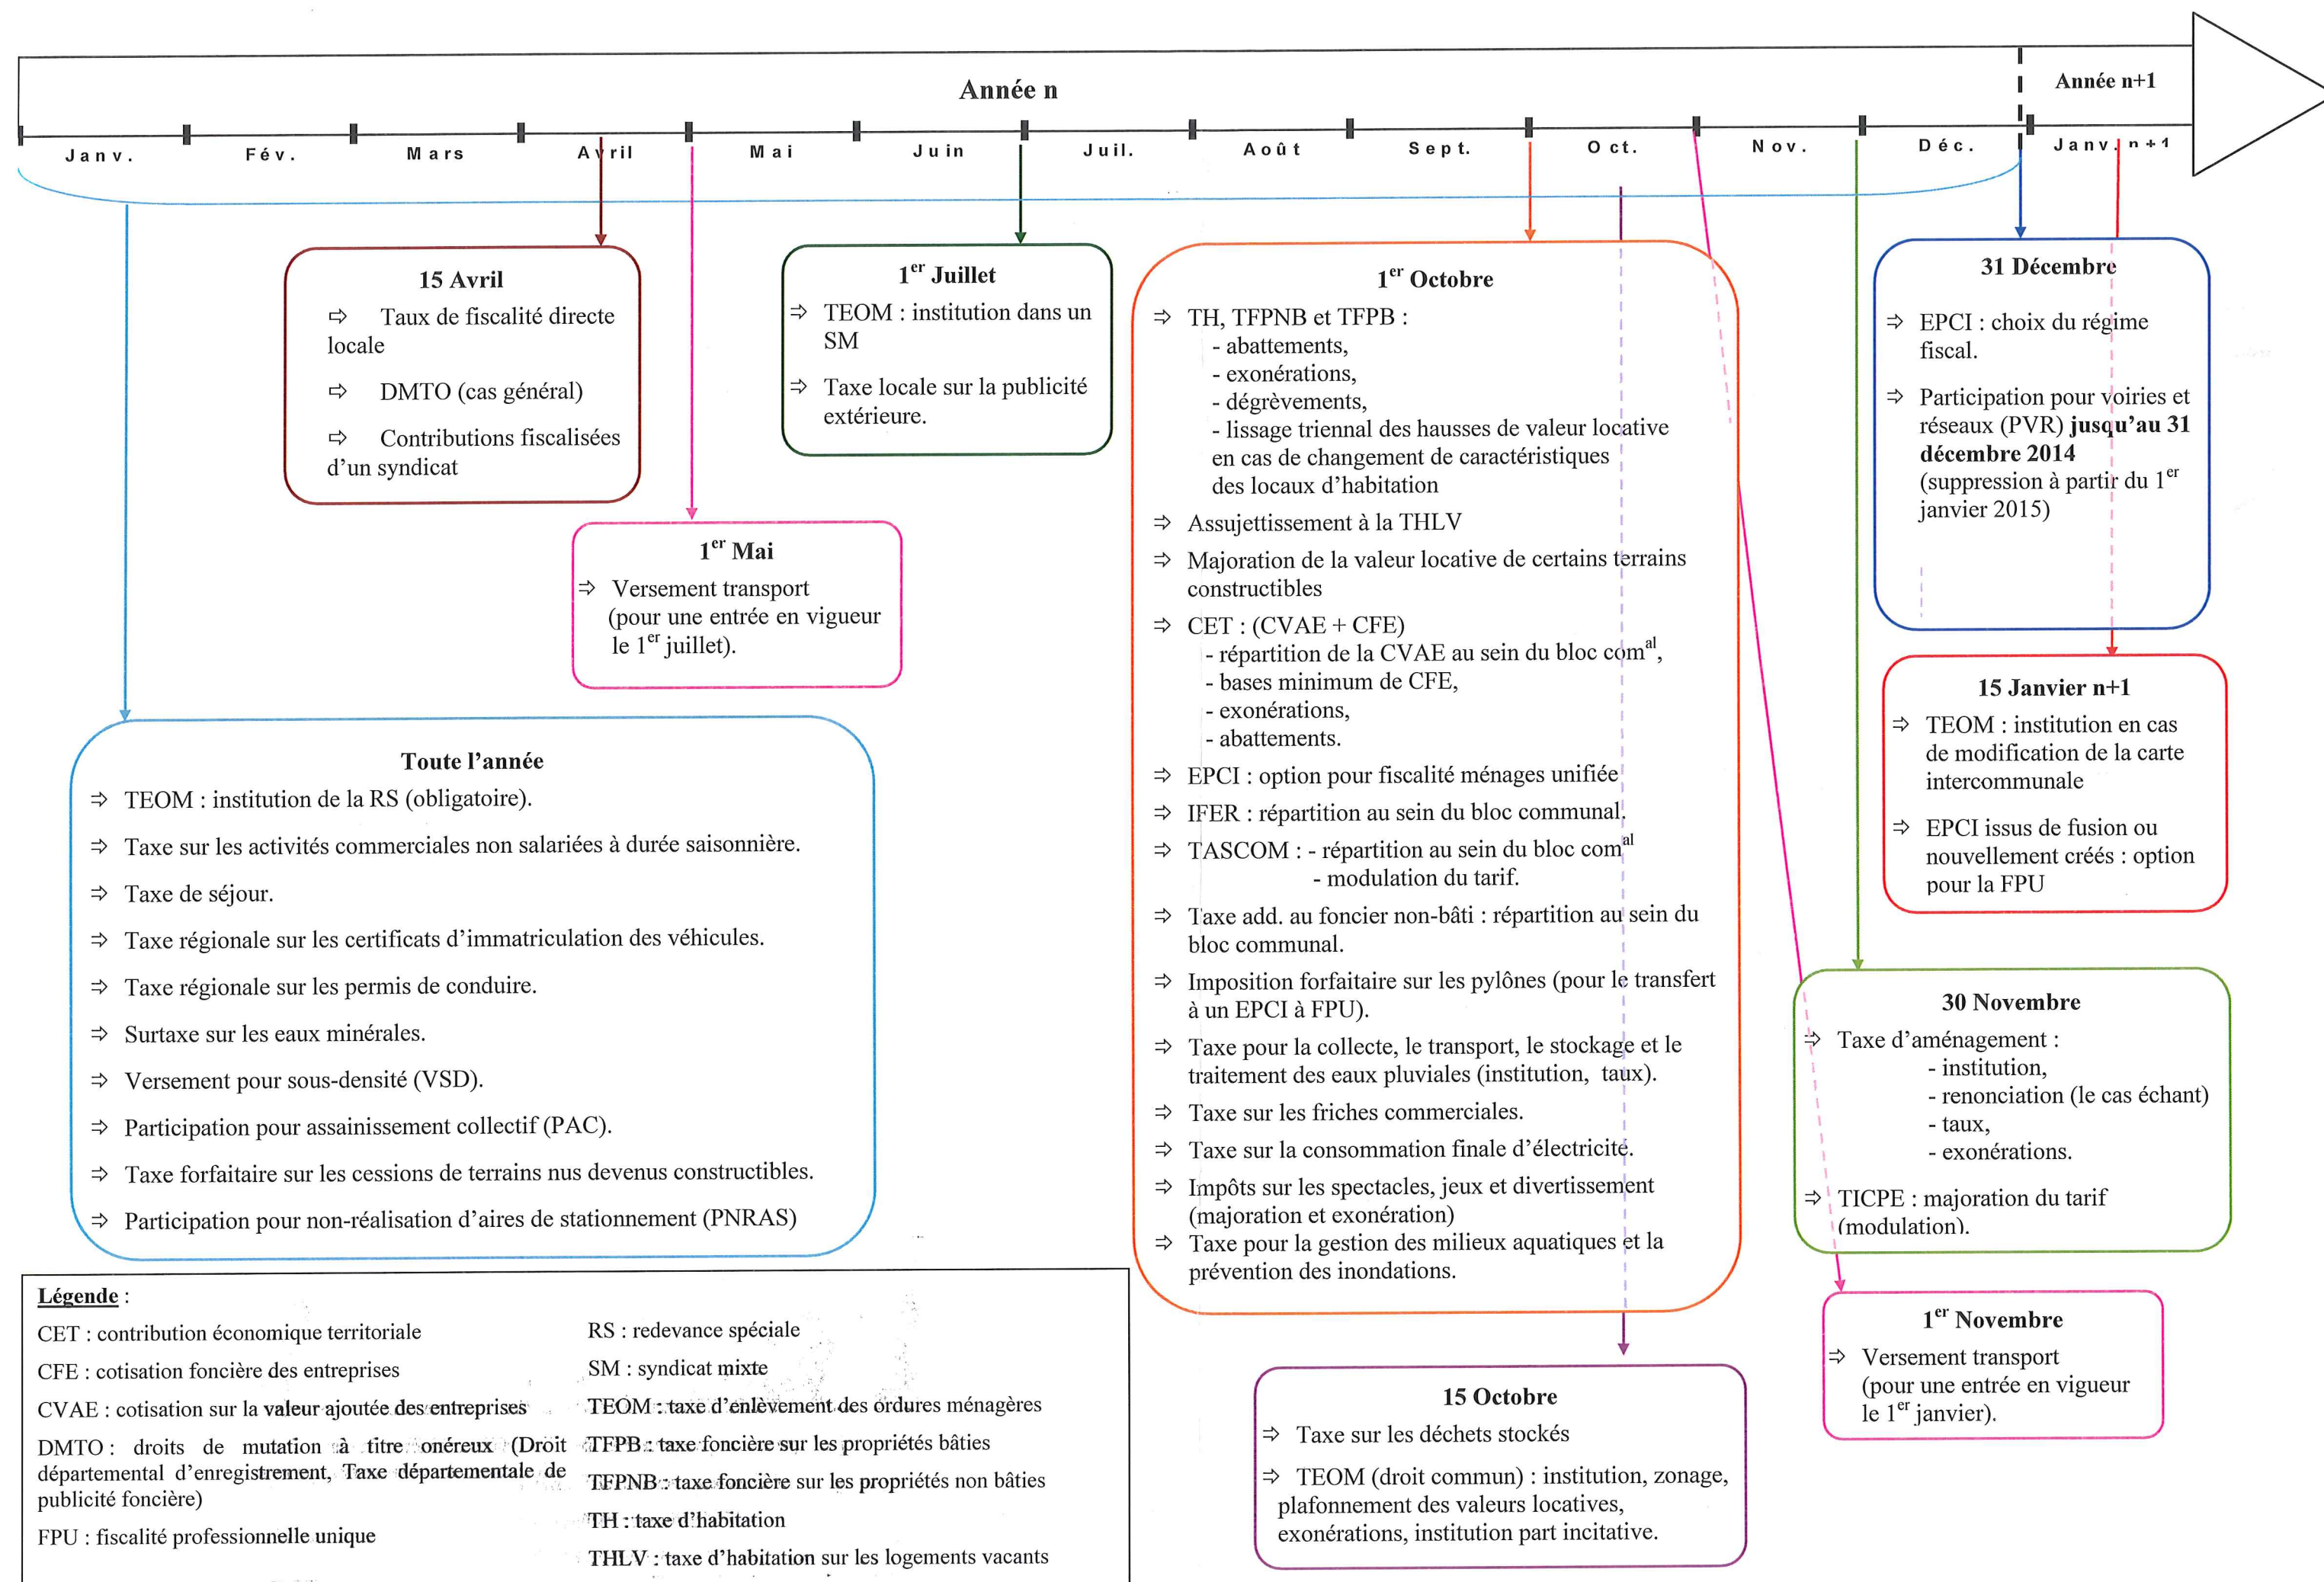 Année n
Année n+1
Janv.
Fév.
Mars
Avril
Mai
Juin
Juil.
Août
Sept.
Oct.
Nov.
Déc.
Janv. n+1
15 Avril
⇨ Taux de fiscalité directe
locale
⇨ DMTO (cas général)
⇨ Contributions fiscalisées
d'un syndicat
1er Juillet
⇨ TEOM : institution dans un
SM
⇨ Taxe locale sur la publicité
extérieure.
1er Mai
⇨ Versement transport
(pour une entrée en vigueur
le 1er juillet).
Toute l'année
⇨ TEOM : institution de la RS (obligatoire).
⇨ Taxe sur les activités commerciales non salariées à durée saisonnière.
⇨ Taxe de séjour.
⇨ Taxe régionale sur les certificats d'immatriculation des véhicules.
⇨ Taxe régionale sur les permis de conduire.
⇨ Surtaxe sur les eaux minérales.
⇨ Versement pour sous-densité (VSD).
⇨ Participation pour assainissement collectif (PAC).
⇨ Taxe forfaitaire sur les cessions de terrains nus devenus constructibles.
⇨ Participation pour non-réalisation d'aires de stationnement (PNRAS)
1er Octobre
⇨ TH, TFPNB et TFPB :
- abattements,
- exonérations,
- dégrèvements,
- lissage triennal des hausses de valeur locative
en cas de changement de caractéristiques
des locaux d'habitation
⇨ Assujettissement à la THLV
⇨ Majoration de la valeur locative de certains terrains
constructibles
⇨ CET : (CVAE + CFE)
- répartition de la CVAE au sein du bloc comal,
- bases minimum de CFE,
- exonérations,
- abattements.
⇨ EPCI : option pour fiscalité ménages unifiée
⇨ IFER : répartition au sein du bloc communal.
⇨ TASCOM : - répartition au sein du bloc comal
- modulation du tarif.
⇨ Taxe add. au foncier non-bâti : répartition au sein du
bloc communal.
⇨ Imposition forfaitaire sur les pylônes (pour le transfert
à un EPCI à FPU).
⇨ Taxe pour la collecte, le transport, le stockage et le
traitement des eaux pluviales (institution, taux).
⇨ Taxe sur les friches commerciales.
⇨ Taxe sur la consommation finale d'électricité.
⇨ Impôts sur les spectacles, jeux et divertissement
(majoration et exonération)
⇨ Taxe pour la gestion des milieux aquatiques et la
prévention des inondations.
15 Octobre
⇨ Taxe sur les déchets stockés
⇨ TEOM (droit commun) : institution, zonage,
plafonnement des valeurs locatives,
exonérations, institution part incitative.
31 Décembre
⇨ EPCI : choix du régime
fiscal.
⇨ Participation pour voiries et
réseaux (PVR) jusqu'au 31
décembre 2014
(suppression à partir du 1er
janvier 2015)
15 Janvier n+1
⇨ TEOM : institution en cas
de modification de la carte
intercommunale
⇨ EPCI issus de fusion ou
nouvellement créés : option
pour la FPU
30 Novembre
⇨ Taxe d'aménagement :
- institution,
- renonciation (le cas échant)
- taux,
- exonérations.
⇨ TICPE : majoration du tarif
(modulation).
1er Novembre
⇨ Versement transport
(pour une entrée en vigueur
le 1er janvier).
Légende :
CET : contribution économique territoriale
CFE : cotisation foncière des entreprises
CVAE : cotisation sur la valeur ajoutée des entreprises
DMTO : droits de mutation à titre onéreux (Droit
départemental d'enregistrement, Taxe départementale de
publicité foncière)
FPU : fiscalité professionnelle unique
RS : redevance spéciale
SM : syndicat mixte
TEOM : taxe d'enlèvement des ordures ménagères
TFPB : taxe foncière sur les propriétés bâties
TFPNB : taxe foncière sur les propriétés non bâties
TH : taxe d'habitation
THLV : taxe d'habitation sur les logements vacants